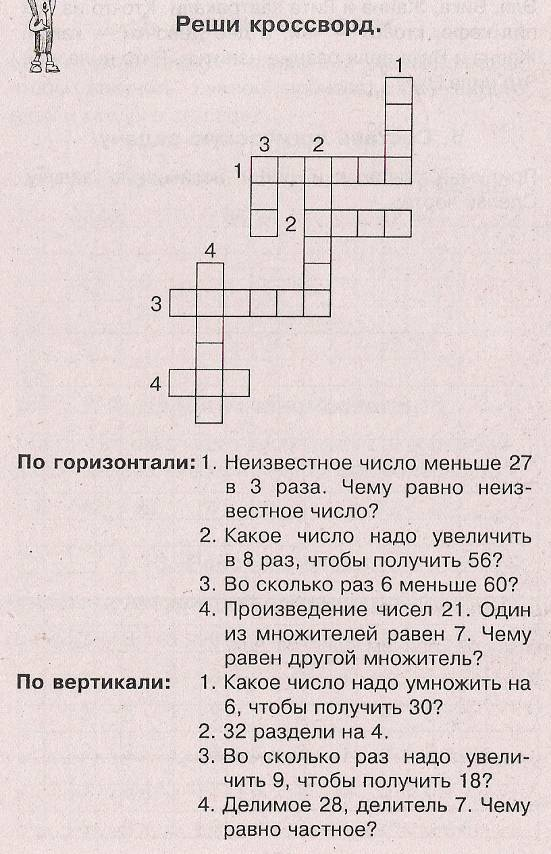 Реши кроссворд.
1
3 2
1
2
4
3
4
По горизонтали: 1. Неизвестное число меньше 27
в 3 раза. Чему равно неиз-
вестное число?
2. Какое число надо увеличить
в 8 раз, чтобы получить 56?
3. Во сколько раз 6 меньше 60?
4. Произведение чисел 21. Один
из множителей равен 7. Чему
равен другой множитель?
По вертикали: 1. Какое число надо умножить на
6, чтобы получить 30?
2. 32 раздели на 4.
3. Во сколько раз надо увели-
чить 9, чтобы получить 18?
4. Делимое 28, делитель 7. Чему
равно частное?